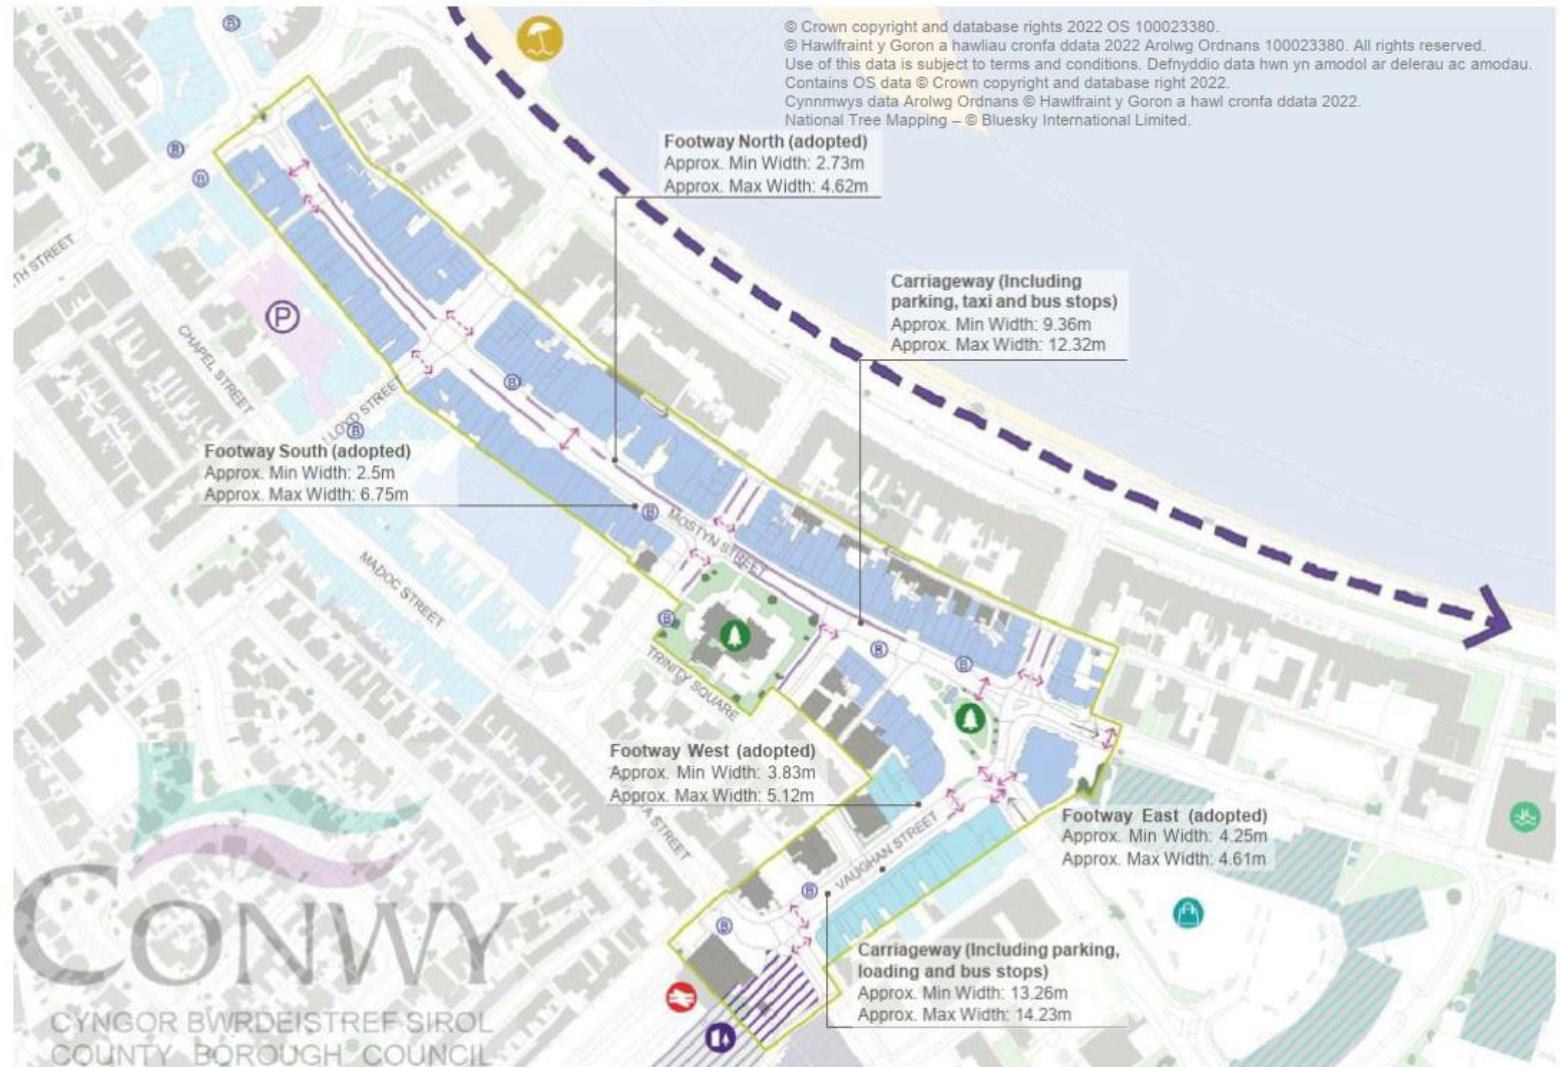 © Crown copyright and database rights 2022 OS 100023380.
© Hawlfraint y Goron a hawliau cronfa ddata 2022 Arolwg Ordnans 100023380. All rights reserved.
Use of this data is subject to terms and conditions. Defnyddio data hwn yn amodol ar delerau ac amodau.
Contains OS data © Crown copyright and database right 2022.
Cynnmwys data Arolwg Ordnans © Hawlfraint y Goron a hawl cronfa ddata 2022.
National Tree Mapping – © Bluesky International Limited.
Footway North (adopted)
Approx. Min Width: 2.73m
Approx. Max Width: 4.62m
Carriageway (Including
parking, taxi and bus stops)
Approx. Min Width: 9.36m
Approx. Max Width: 12.32m
TH STREET
P
CHAPEL STREET
LLOYD STREET
Footway South (adopted)
Approx. Min Width: 2.5m
Approx. Max Width: 6.75m
MOSTYN STREET
MADOC STREET
TRINITY SQUARE
Footway West (adopted)
Approx. Min Width: 3.83m
Approx. Max Width: 5.12m
A STREET
VAUGHAN STREET
Footway East (adopted)
Approx. Min Width: 4.25m
Approx. Max Width: 4.61m
Carriageway (Including parking,
loading and bus stops)
Approx. Min Width: 13.26m
Approx. Max Width: 14.23m
CONWY
CYNGOR BWRDEISTREF SIROL
COUNTY BOROUGH COUNCIL
B
B
B
B
B
B
B
B
B
B
B